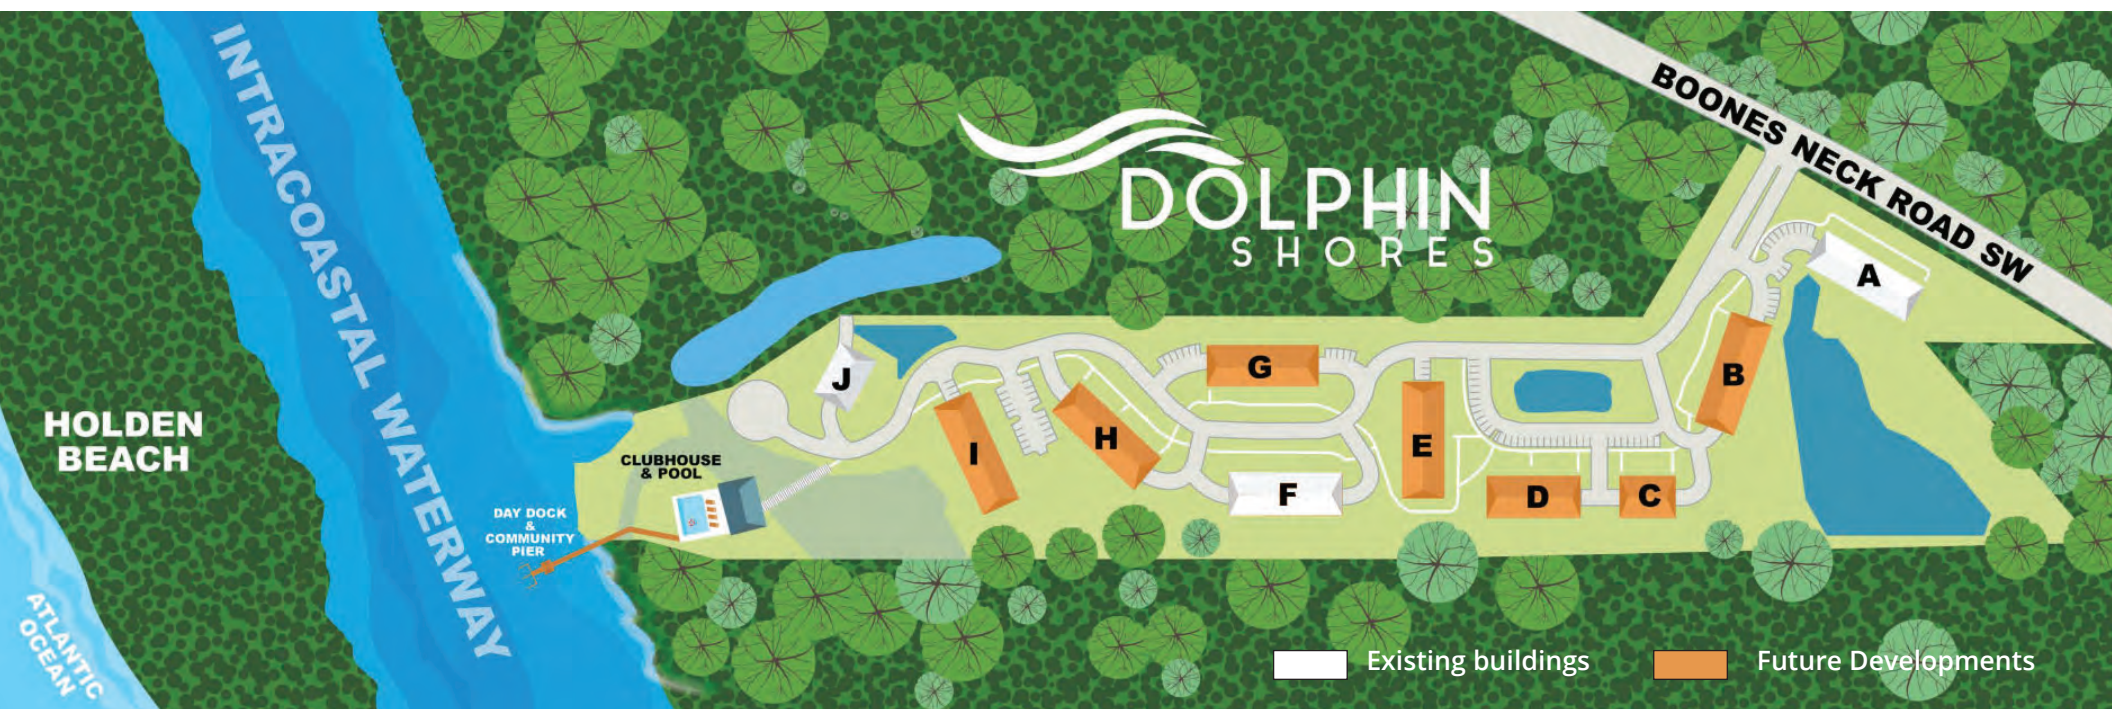 INTRACOASTAL WATERWAY
BOONES NECK ROAD SW
DOLPHIN
SHORES
A
B
G
J
E
H
I
F
D
C
HOLDEN
BEACH
CLUBHOUSE
& POOL
DAY DOCK
&
COMMUNITY
PIER
ATLANTIC
OCEAN
Existing buildings
Future Developments